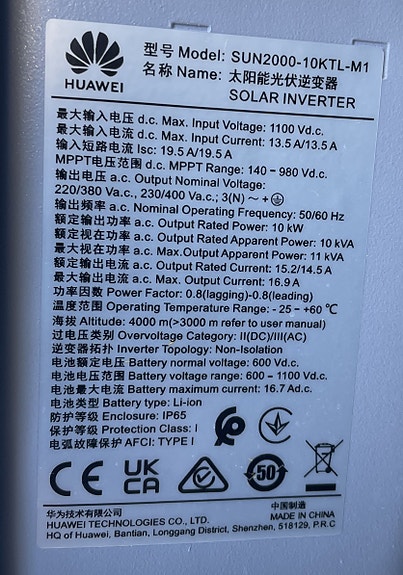 HUAWEI
型号 Model: SUN2000-10KTL-M1
名称 Name: 太阳能光伏逆变器
SOLAR INVERTER
最大输入电压 d.c. Max. Input Voltage: 1100 Vd.c.
最大输入电流 d.c. Max. Input Current: 13.5 A/13.5 A
输入短路电流 Isc: 19.5 A/19.5 A
MPPT电压范围 d.c. MPPT Range: 140 – 980 Vd.c.
输出电压 a.c. Output Nominal Voltage:
220/380 Va.c., 230/400 Va.c.; 3(N) ~ +
输出频率 a.c. Nominal Operating Frequency: 50/60 Hz
额定输出功率 a.c. Output Rated Power: 10 kW
额定视在功率 a.c. Output Rated Apparent Power: 10 kVA
最大视在功率 a.c. Max.Output Apparent Power: 11 kVA
额定输出电流 a.c. Output Rated Current: 15.2/14.5 A
最大输出电流 a.c. Output Max. Current: 16.9 A
功率因数 Power Factor: 0.8(lagging)-0.8(leading)
温度范围 Operating Temperature Range: - 25 – +60 ℃
海拔 Altitude: 4000 m(>3000 m refer to user manual)
过电压类别 Overvoltage Category: II(DC)/III(AC)
逆变器拓扑 Inverter Topology: Non-Isolation
电池额定电压 Battery normal voltage: 600 Vd.c.
电池电压范围 Battery voltage range: 600 – 1100 Vd.c.
电池最大电流 Battery maximum current: 16.7 Ad.c.
电池类型 Battery type: Li-ion
防护等级 Enclosure: IP65
保护等级 Protection Class: I
电弧故障保护 AFCI: TYPE I
CE UK CA 50
华为技术有限公司
HUAWEI TECHNOLOGIES CO., LTD.
HQ of Huawei, Bantian, Longgang District, Shenzhen, 518129, P.R.C
中国制造
MADE IN CHINA